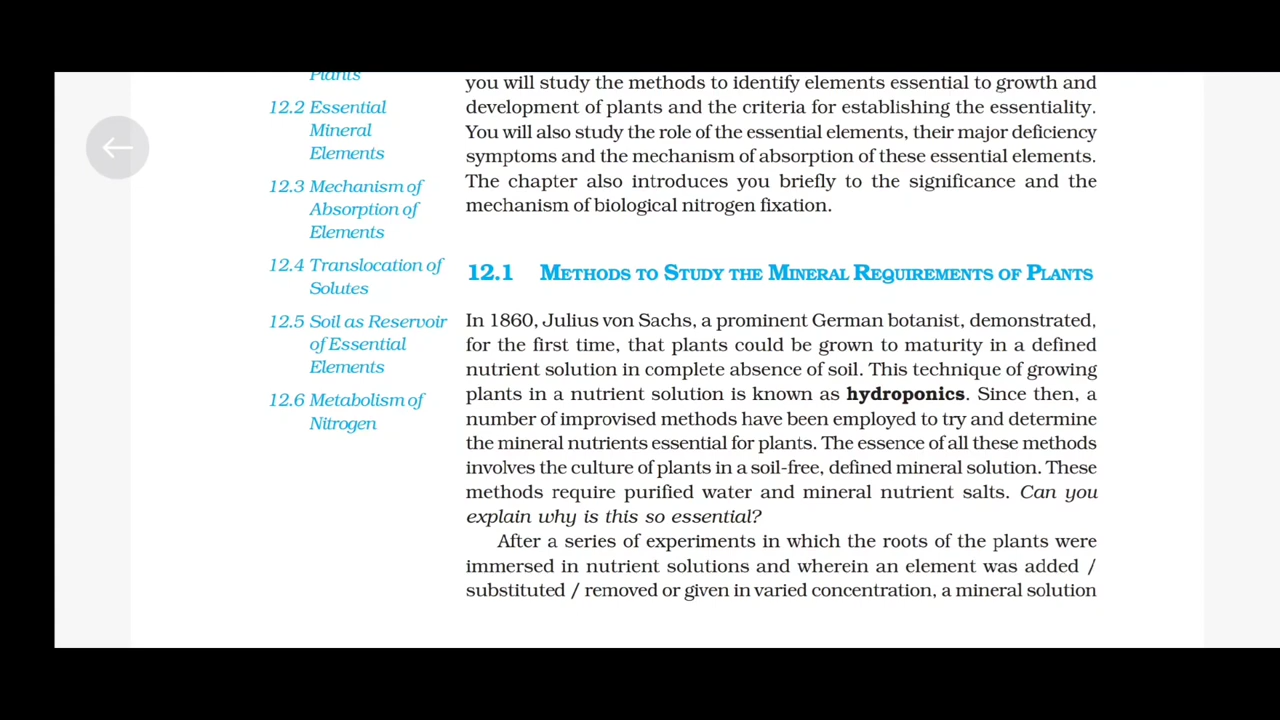 Plants
12.2 Essential
Mineral
Elements
12.3 Mechanism of
Absorption of
Elements
12.4 Translocation of
Solutes
12.5 Soil as Reservoir
of Essential
Elements
12.6 Metabolism of
Nitrogen
you will study the methods to identify elements essential to growth and
development of plants and the criteria for establishing the essentiality.
You will also study the role of the essential elements, their major deficiency
symptoms and the mechanism of absorption of these essential elements.
The chapter also introduces you briefly to the significance and the
mechanism of biological nitrogen fixation.
12.1 METHODS TO STUDY THE MINERAL REQUIREMENTS OF PLANTS
In 1860, Julius von Sachs, a prominent German botanist, demonstrated,
for the first time, that plants could be grown to maturity in a defined
nutrient solution in complete absence of soil. This technique of growing
plants in a nutrient solution is known as hydroponics. Since then, a
number of improvised methods have been employed to try and determine
the mineral nutrients essential for plants. The essence of all these methods
involves the culture of plants in a soil-free, defined mineral solution. These
methods require purified water and mineral nutrient salts. Can you
explain why is this so essential?
After a series of experiments in which the roots of the plants were
immersed in nutrient solutions and wherein an element was added /
substituted / removed or given in varied concentration, a mineral solution